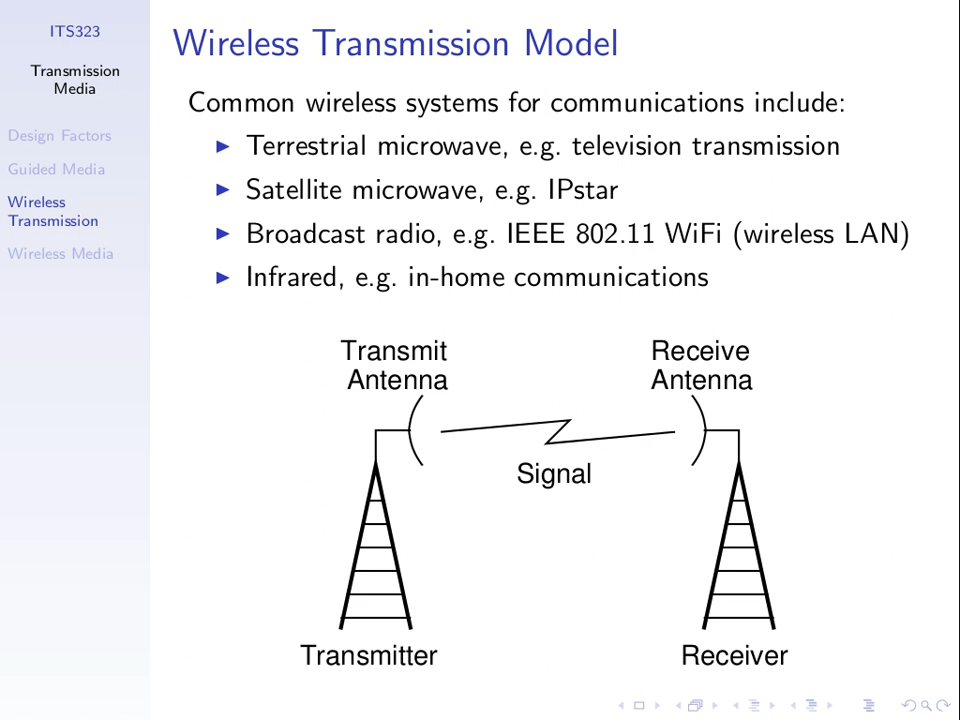 ITS323
Transmission
Media
Design Factors
Guided Media
Wireless
Transmission
Wireless Media
Wireless Transmission Model
Common wireless systems for communications include:
Terrestrial microwave, e.g. television transmission
Satellite microwave, e.g. IPstar
Broadcast radio, e.g. IEEE 802.11 WiFi (wireless LAN)
Infrared, e.g. in-home communications
Transmit
Antenna
Receive
Antenna
Signal
Transmitter
Receiver